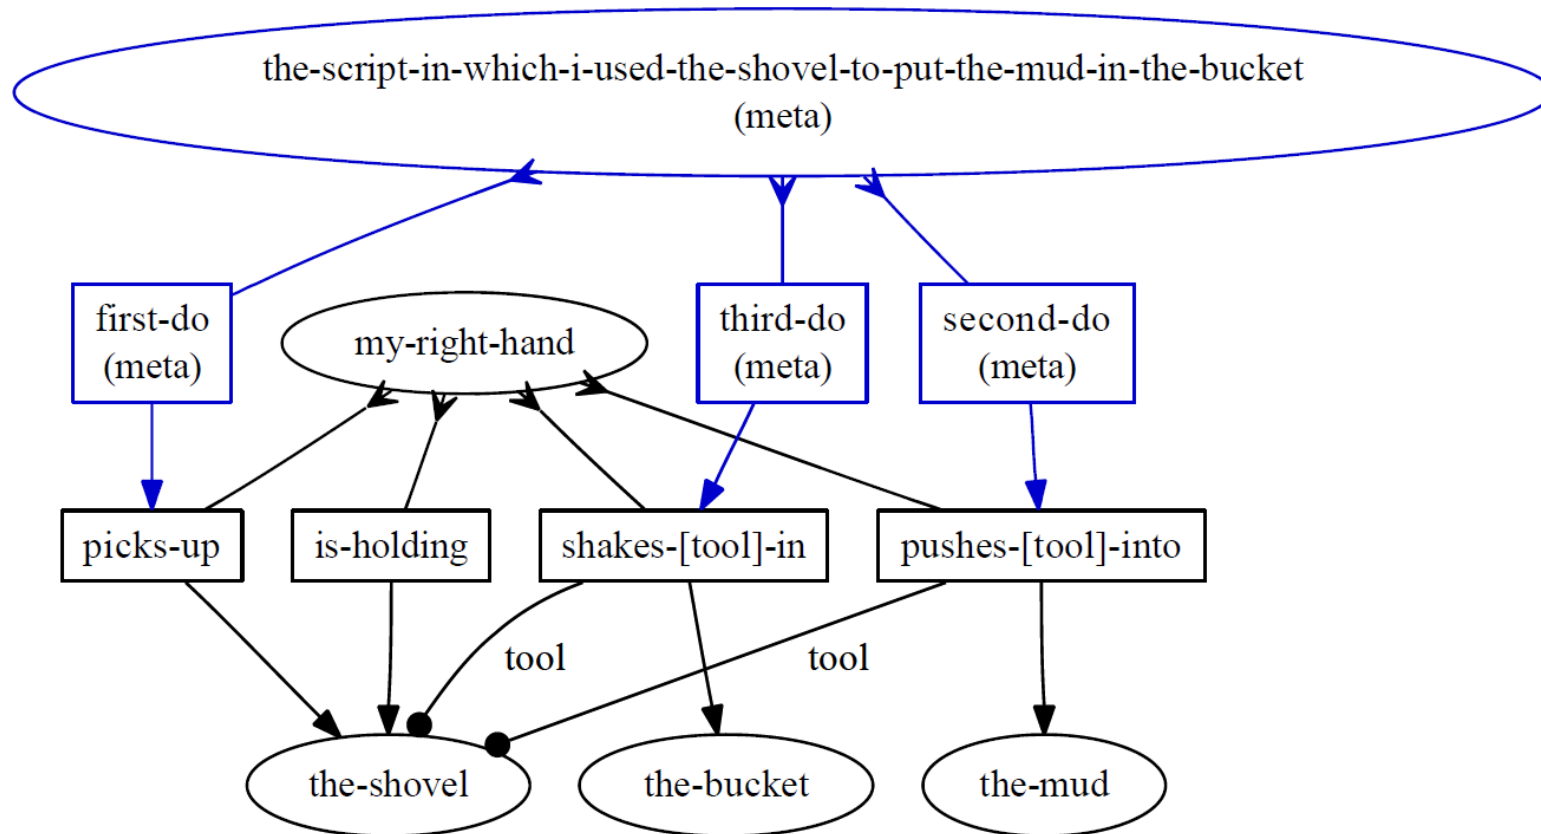 the-script-in-which-i-used-the-shovel-to-put-the-mud-in-the-bucket
(meta)
first-do
(meta)
my-right-hand
third-do
(meta)
second-do
(meta)
picks-up
is-holding
shakes-[tool]-in
pushes-[tool]-into
tool
tool
the-shovel
the-bucket
the-mud